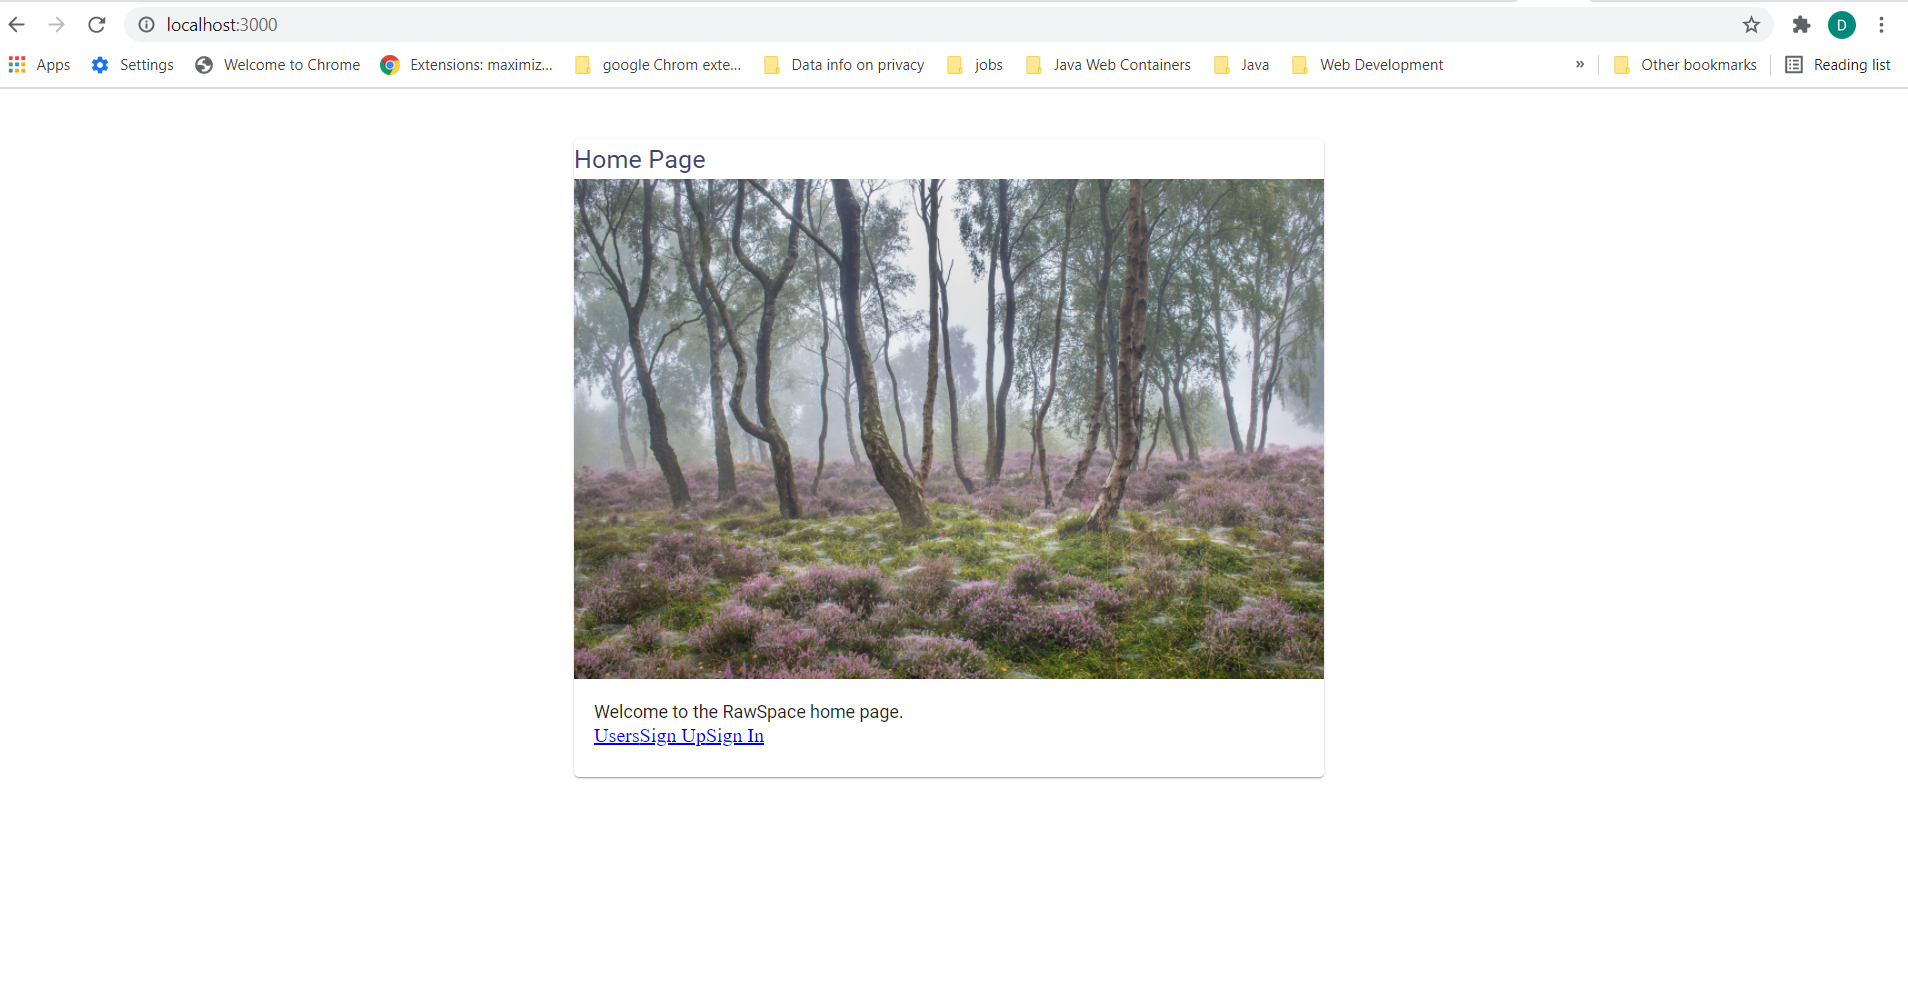 localhost:3000 D
Apps Settings Welcome to Chrome Extensions: maximiz... google Chrom exte... Data info on privacy jobs Java Web Containers Java Web Development » Other bookmarks Reading list
Home Page
Welcome to the RawSpace home page.
UsersSign UpSign In